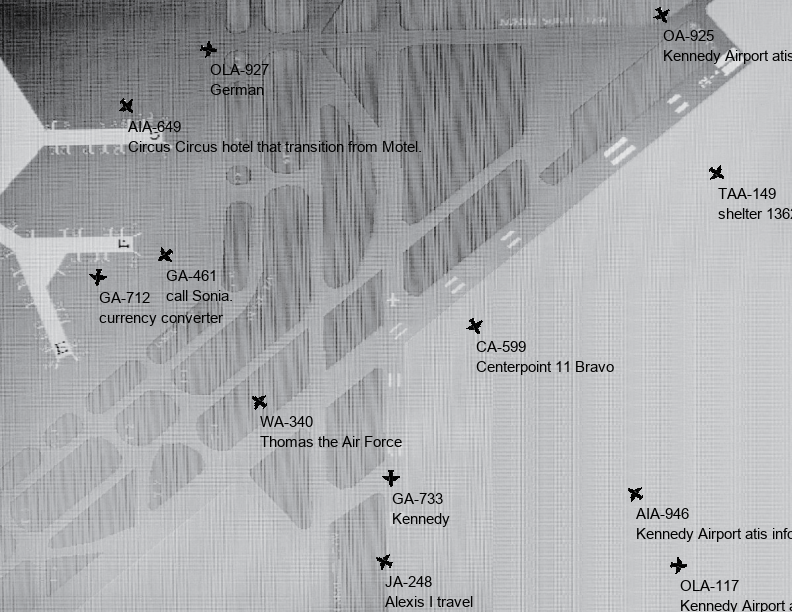 OA-925
Kennedy Airport atis
OLA-927
German
AIA-649
Circus Circus hotel that transition from Motel.
TAA-149
shelter 1362
GA-461
call Sonia.
GA-712
currency converter
CA-599
Centerpoint 11 Bravo
WA-340
Thomas the Air Force
GA-733
Kennedy
AIA-946
Kennedy Airport atis info
JA-248
Alexis I travel
OLA-117
Kennedy Airport a